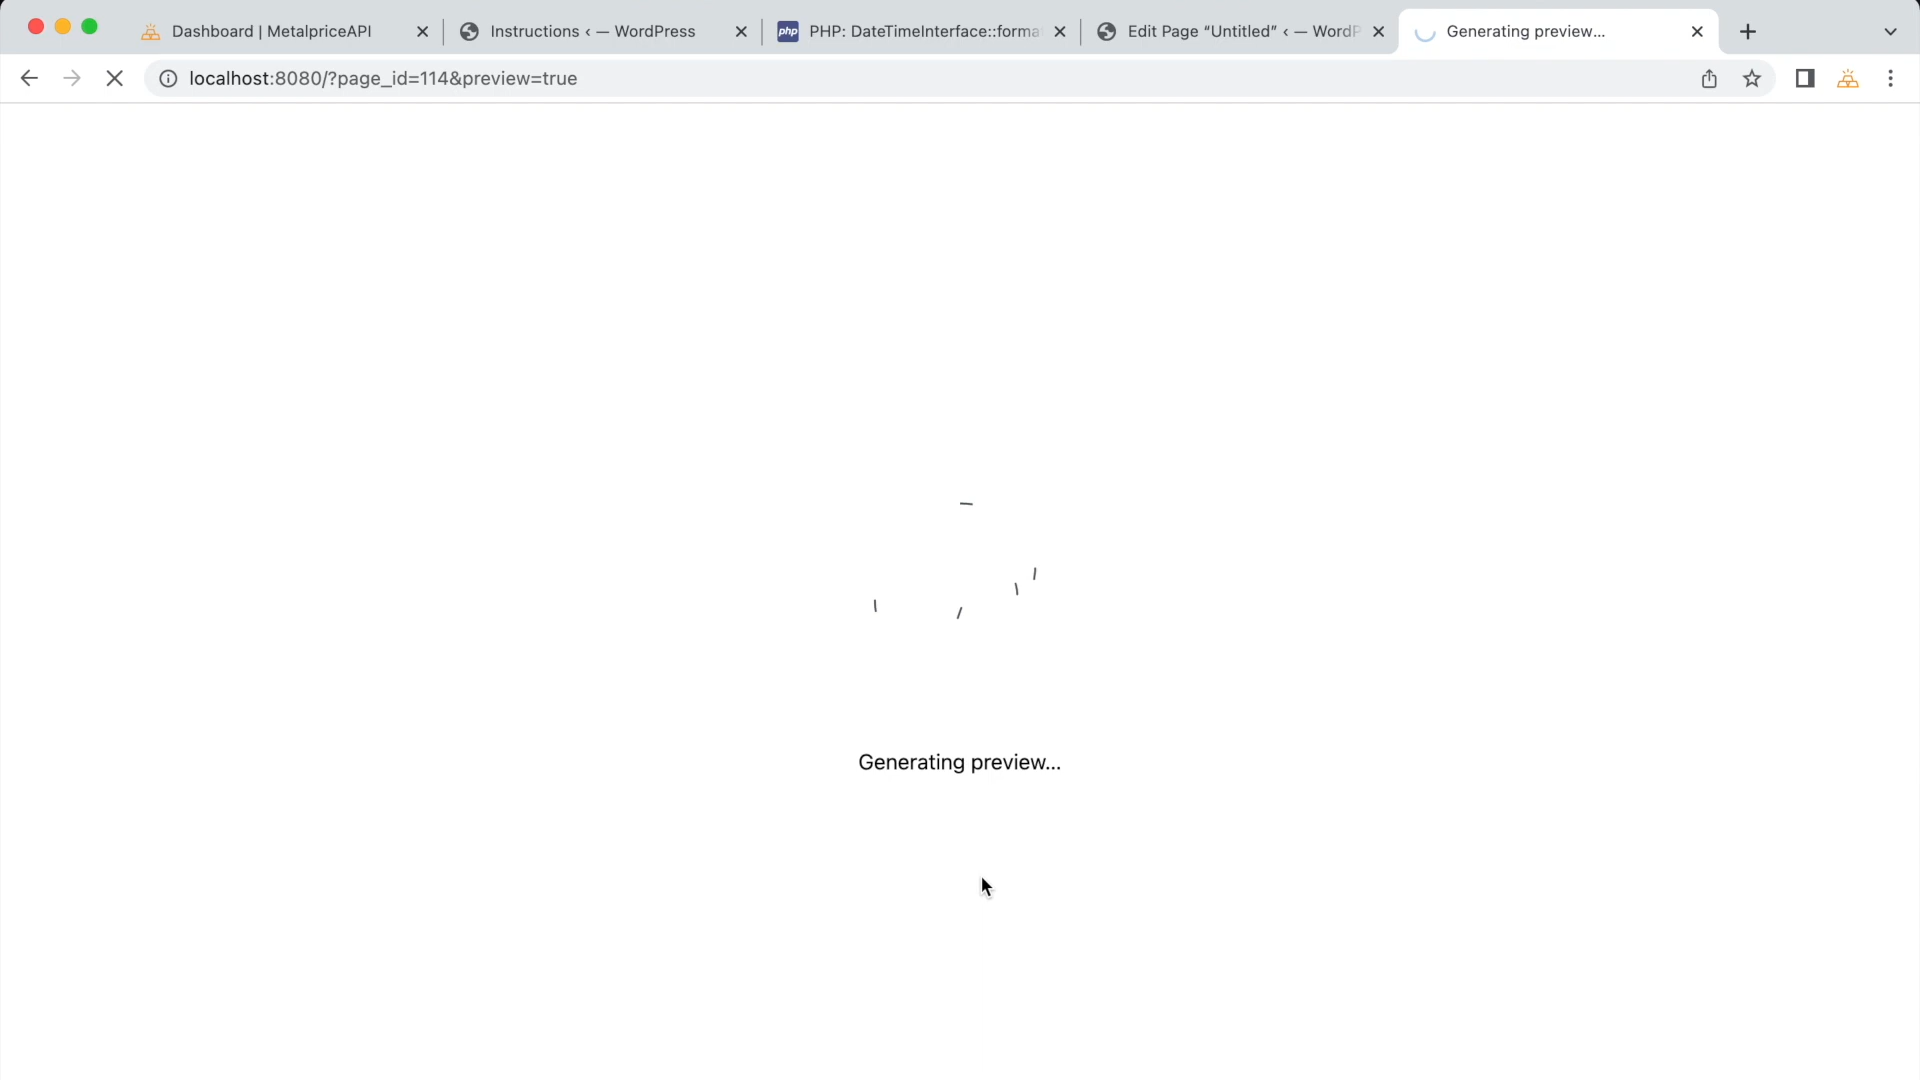 Dashboard | MetalpriceAPI
Instructions ‹ — WordPress
php
PHP: DateTimeInterface::forma
Edit Page “Untitled” ‹ — WordP
Generating preview...
localhost:8080/?page_id=114&preview=true
Generating preview...